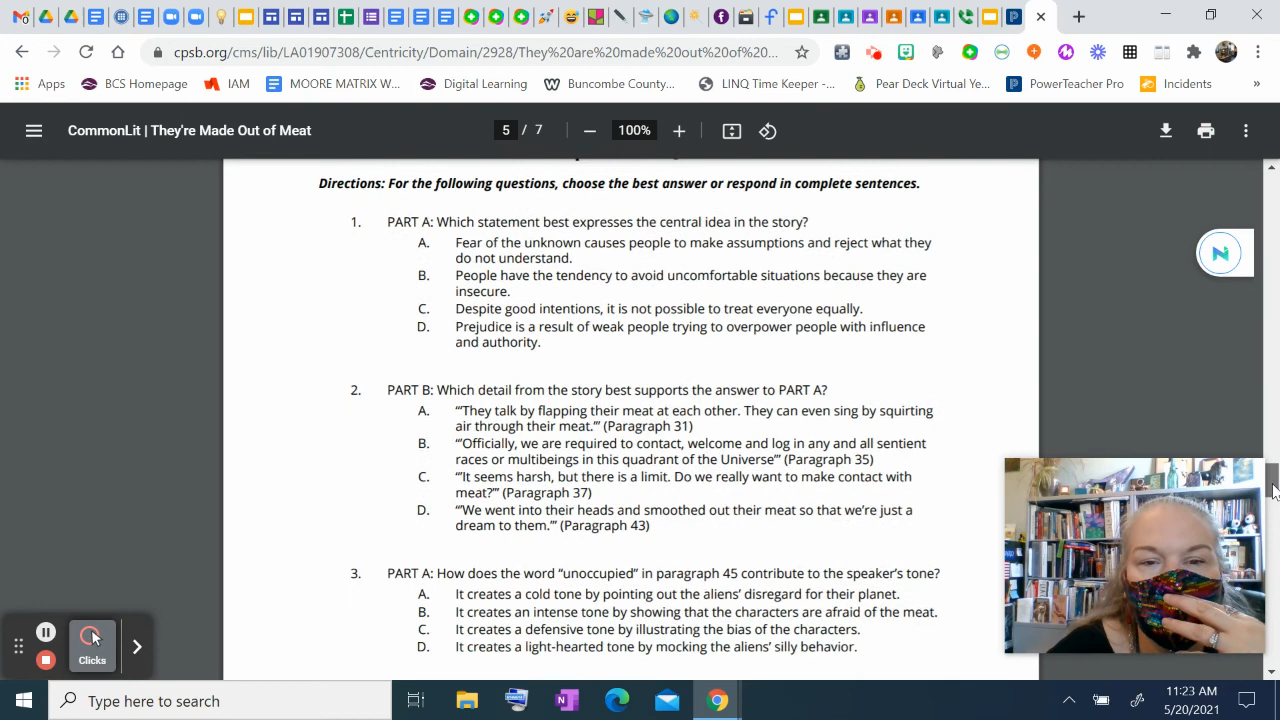 cpsb.org/cms/lib/LA01907308/Centricity/Domain/2928/They%20are%20made%20out%20of%20...
Apps BCS Homepage IAM MOORE MATRIX W... Digital Learning Buncombe County... LINQ Time Keeper -... Pear Deck Virtual Ye... PowerTeacher Pro Incidents »
CommonLit | They're Made Out of Meat 5 / 7 100%
Directions: For the following questions, choose the best answer or respond in complete sentences.
1. PART A: Which statement best expresses the central idea in the story?
A. Fear of the unknown causes people to make assumptions and reject what they
do not understand.
B. People have the tendency to avoid uncomfortable situations because they are
insecure.
C. Despite good intentions, it is not possible to treat everyone equally.
D. Prejudice is a result of weak people trying to overpower people with influence
and authority.
2. PART B: Which detail from the story best supports the answer to PART A?
A. "'They talk by flapping their meat at each other. They can even sing by squirting
air through their meat.'" (Paragraph 31)
B. "'Officially, we are required to contact, welcome and log in any and all sentient
races or multibeings in this quadrant of the Universe'" (Paragraph 35)
C. "'It seems harsh, but there is a limit. Do we really want to make contact with
meat?'" (Paragraph 37)
D. "'We went into their heads and smoothed out their meat so that we're just a
dream to them.'" (Paragraph 43)
3. PART A: How does the word "unoccupied" in paragraph 45 contribute to the speaker's tone?
A. It creates a cold tone by pointing out the aliens' disregard for their planet.
B. It creates an intense tone by showing that the characters are afraid of the meat.
C. It creates a defensive tone by illustrating the bias of the characters.
D. It creates a light-hearted tone by mocking the aliens' silly behavior.
Clicks
Type here to search
11:23 AM
5/20/2021